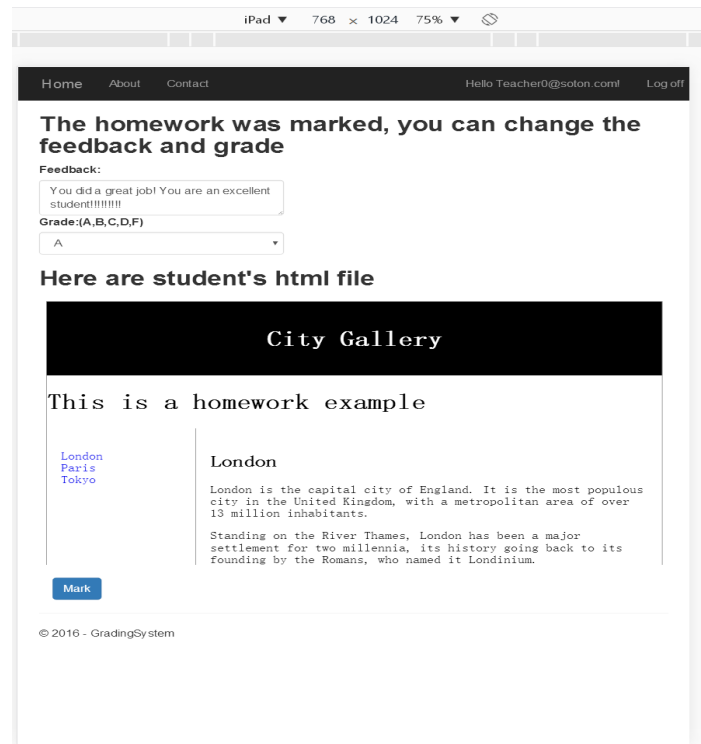 iPad ▼ 768 × 1024 75% ▼
Home About Contact Hello Teacher0@soton.com! Log off
The homework was marked, you can change the
feedback and grade
Feedback:
You did a great job! You are an excellent
student!!!!!!!!!
Grade:(A,B,C,D,F)
A
Here are student's html file
City Gallery
This is a homework example
London
Paris
Tokyo
London
London is the capital city of England. It is the most populous
city in the United Kingdom, with a metropolitan area of over
13 million inhabitants.
Standing on the River Thames, London has been a major
settlement for two millennia, its history going back to its
founding by the Romans, who named it Londinium.
Mark
© 2016 - GradingSystem